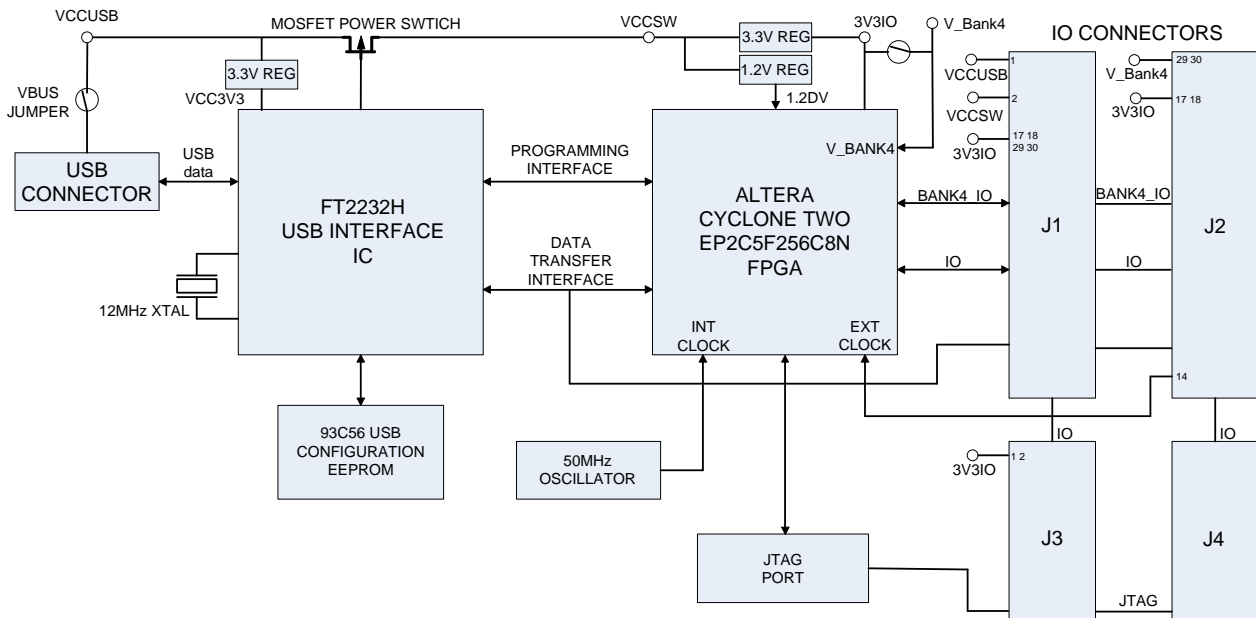 VCCUSB
MOSFET POWER SWTICH
VCCSW
3V3IO
V_Bank4
IO CONNECTORS
3.3V REG
VCC3V3
3.3V REG
1.2V REG
1.2DV
VBUS
JUMPER
USB
CONNECTOR
USB
data
FT2232H
USB INTERFACE
IC
12MHz XTAL
93C56 USB
CONFIGURATION
EEPROM
PROGRAMMING
INTERFACE
DATA
TRANSFER
INTERFACE
V_BANK4
ALTERA
CYCLONE TWO
EP2C5F256C8N
FPGA
INT
CLOCK
EXT
CLOCK
50MHz
OSCILLATOR
JTAG
PORT
BANK4_IO
IO
VCCUSB
1
VCCSW
2
3V3IO
17 18
29 30
J1
V_Bank4
29 30
3V3IO
17 18
BANK4_IO
IO
J2
14
IO
IO
3V3IO
1 2
J3
J4
JTAG